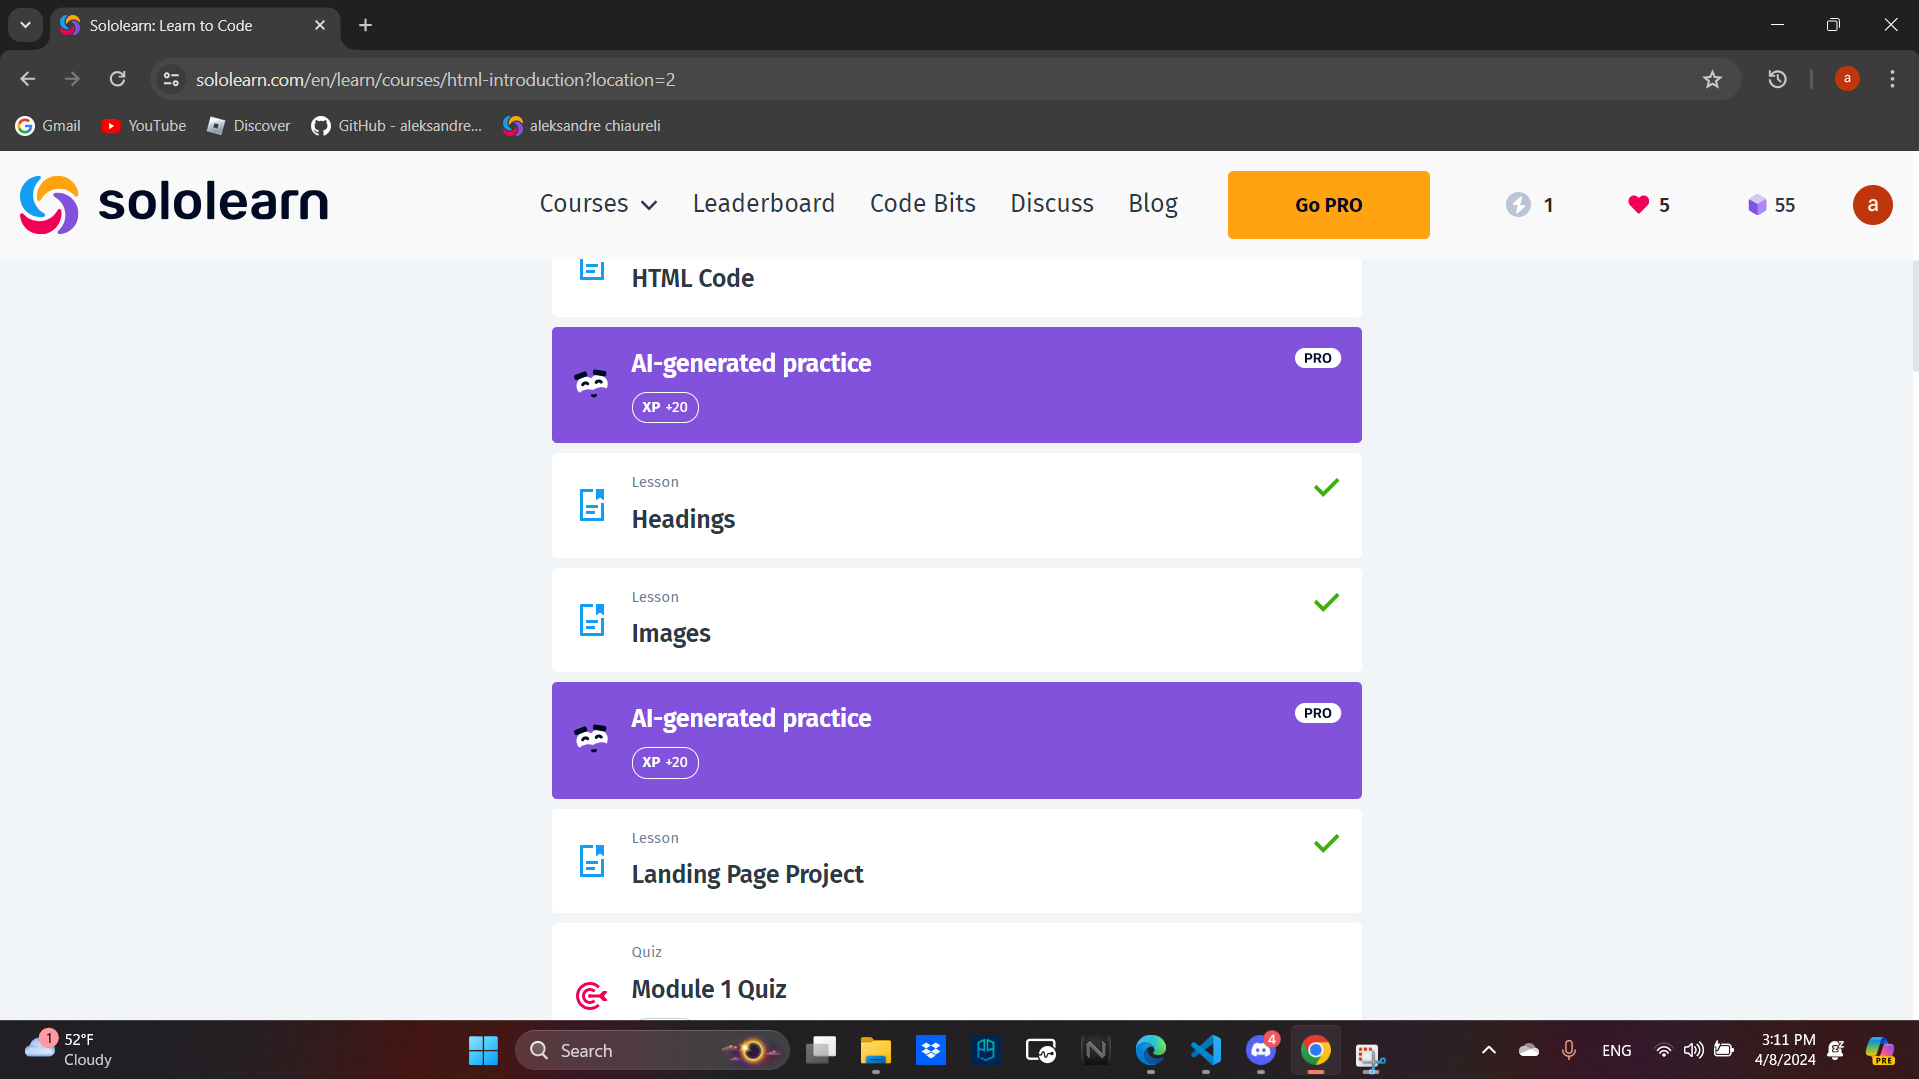 Sololearn: Learn to Code
sololearn.com/en/learn/courses/html-introduction?location=2
a
Gmail
YouTube
Discover
GitHub - aleksandre...
aleksandre chiaureli
sololearn
Courses
Leaderboard
Code Bits
Discuss
Blog
Go PRO
1
5
55
a
HTML Code
AI-generated practice
PRO
XP +20
Lesson
Headings
Lesson
Images
AI-generated practice
PRO
XP +20
Lesson
Landing Page Project
Quiz
Module 1 Quiz
1
52°F
Cloudy
Search
4
ENG
3:11 PM
4/8/2024
PRE